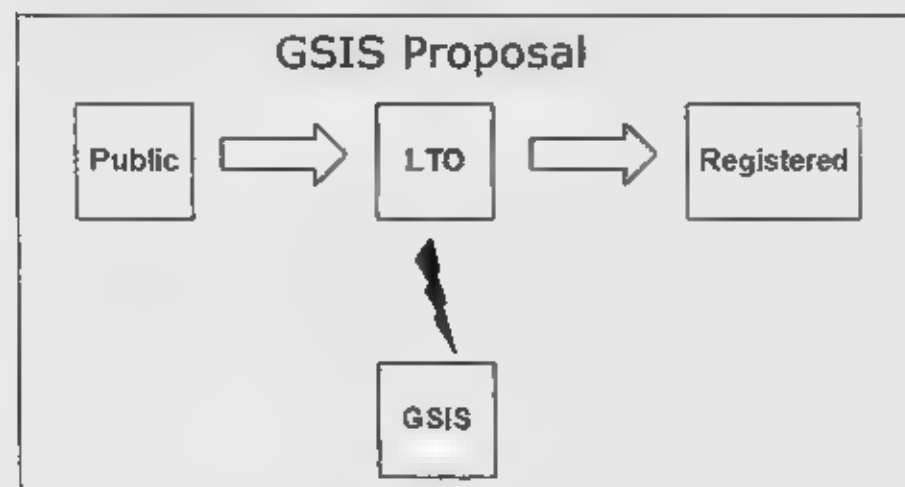 GSIS Proposal
Public
LTO
Registered
GSIS